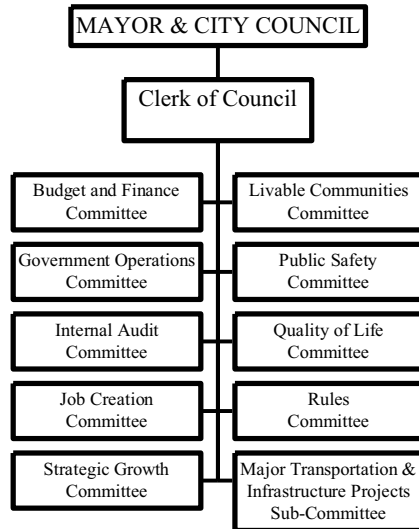 MAYOR & CITY COUNCIL
Clerk of Council
Budget and Finance
Committee
Livable Communities
Committee
Government Operations
Committee
Public Safety
Committee
Internal Audit
Committee
Quality of Life
Committee
Job Creation
Committee
Rules
Committee
Strategic Growth
Committee
Major Transportation &
Infrastructure Projects
Sub-Committee